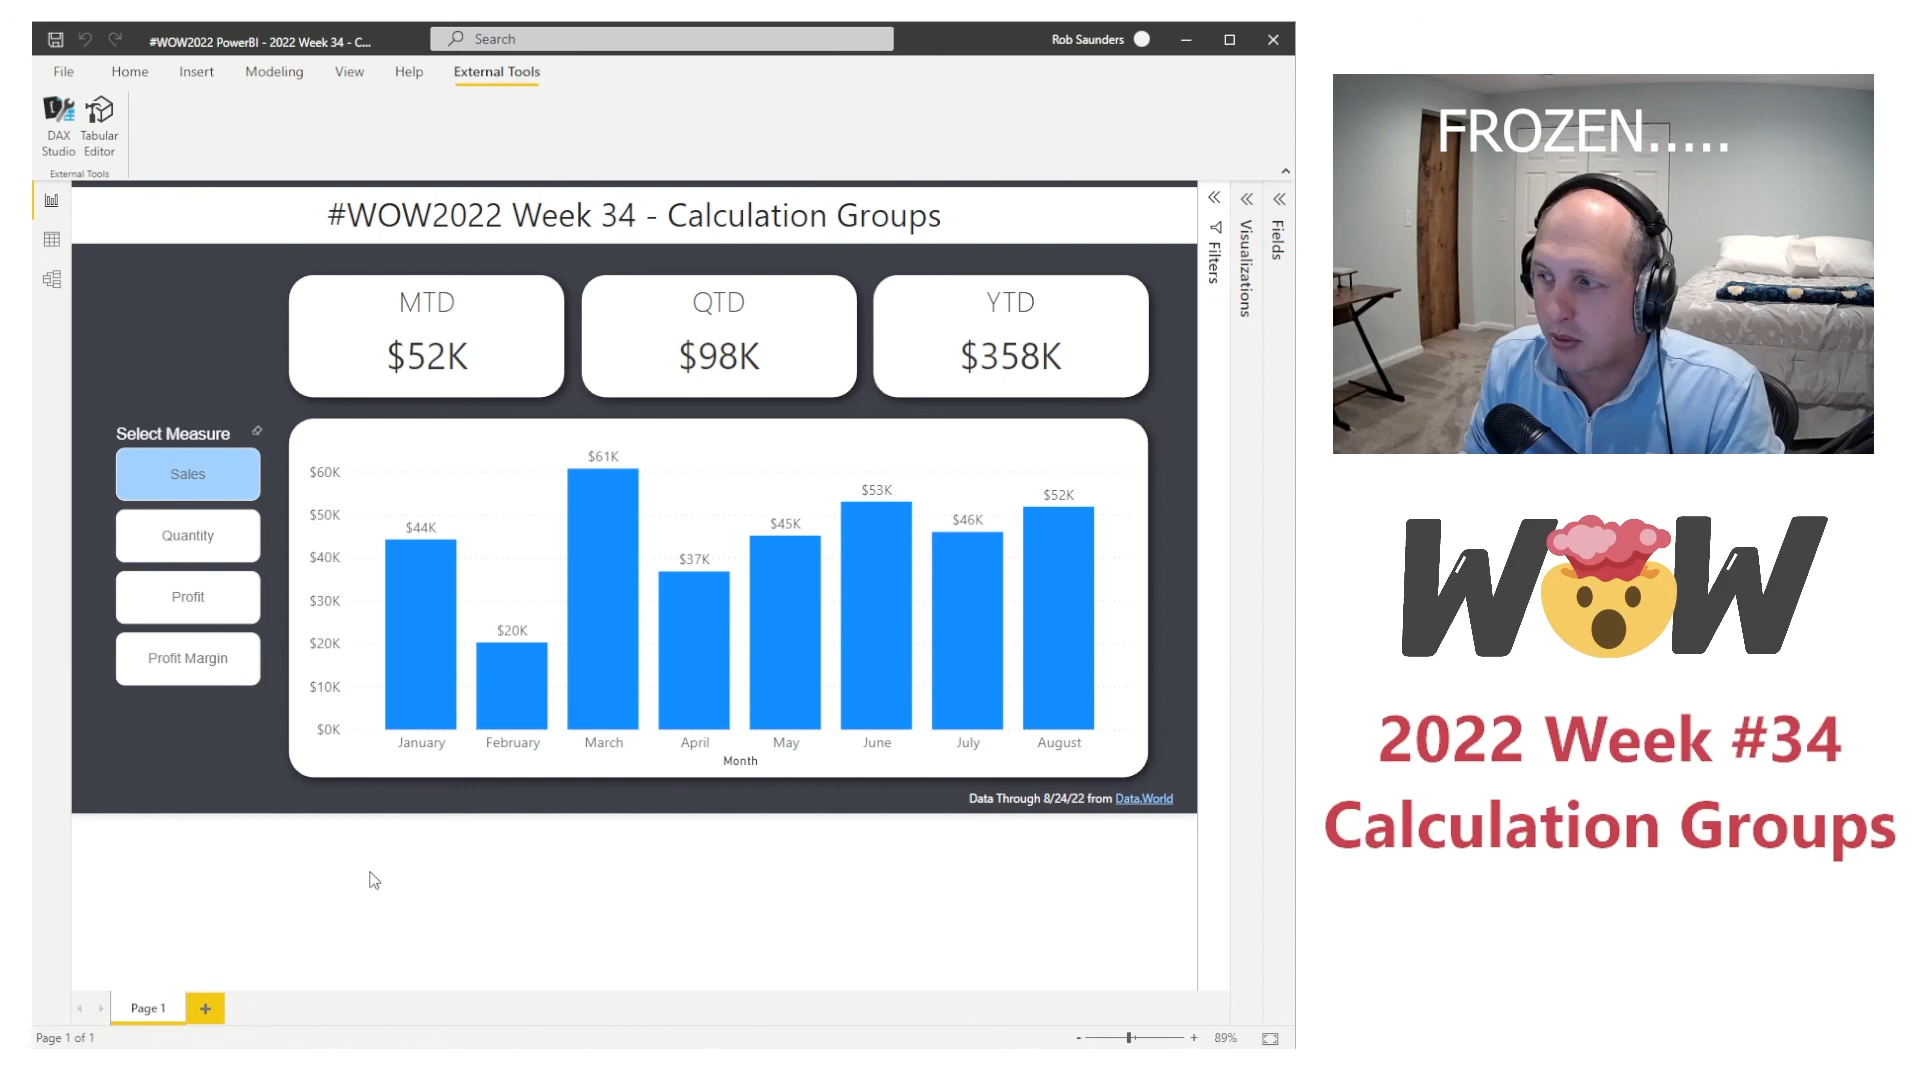 #WOW2022 PowerBI - 2022 Week 34 - C...
Search
Rob Saunders
File Home Insert Modeling View Help External Tools
DAX Studio
Tabular Editor
External Tools
#WOW2022 Week 34 - Calculation Groups
Filters
Visualizations
Fields
MTD
$52K
QTD
$98K
YTD
$358K
Select Measure
Sales
Quantity
Profit
Profit Margin
$60K
$50K
$40K
$30K
$20K
$10K
$0K
$44K
$20K
$61K
$37K
$45K
$53K
$46K
$52K
January February March April May June July August
Month
Data Through 8/24/22 from Data.World
Page 1
+
Page 1 of 1
- + 89%
FROZEN.....
WOW
2022 Week #34
Calculation Groups